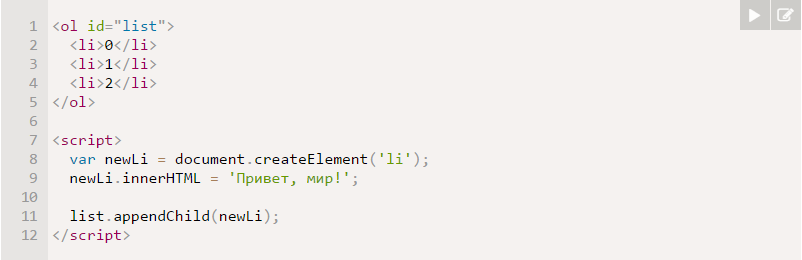 1 <ol id="list">
2   <li>0</li>
3   <li>1</li>
4   <li>2</li>
5 </ol>
6
7 <script>
8   var newLi = document.createElement('li');
9   newLi.innerHTML = 'Привет, мир!';
10
11   list.appendChild(newLi);
12 </script>